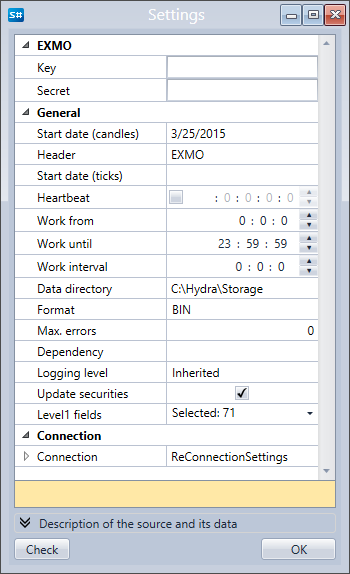 S# Settings
EXMO
Key
Secret
General
Start date (candles) 3/25/2015
Header EXMO
Start date (ticks)
Heartbeat : 0 : 0 : 0 : 0
Work from 0 : 0 : 0
Work until 23 : 59 : 59
Work interval 0 : 0 : 0
Data directory C:\Hydra\Storage
Format BIN
Max. errors 0
Dependency
Logging level Inherited
Update securities
Level1 fields Selected: 71
Connection
Connection ReConnectionSettings
Description of the source and its data
Check OK